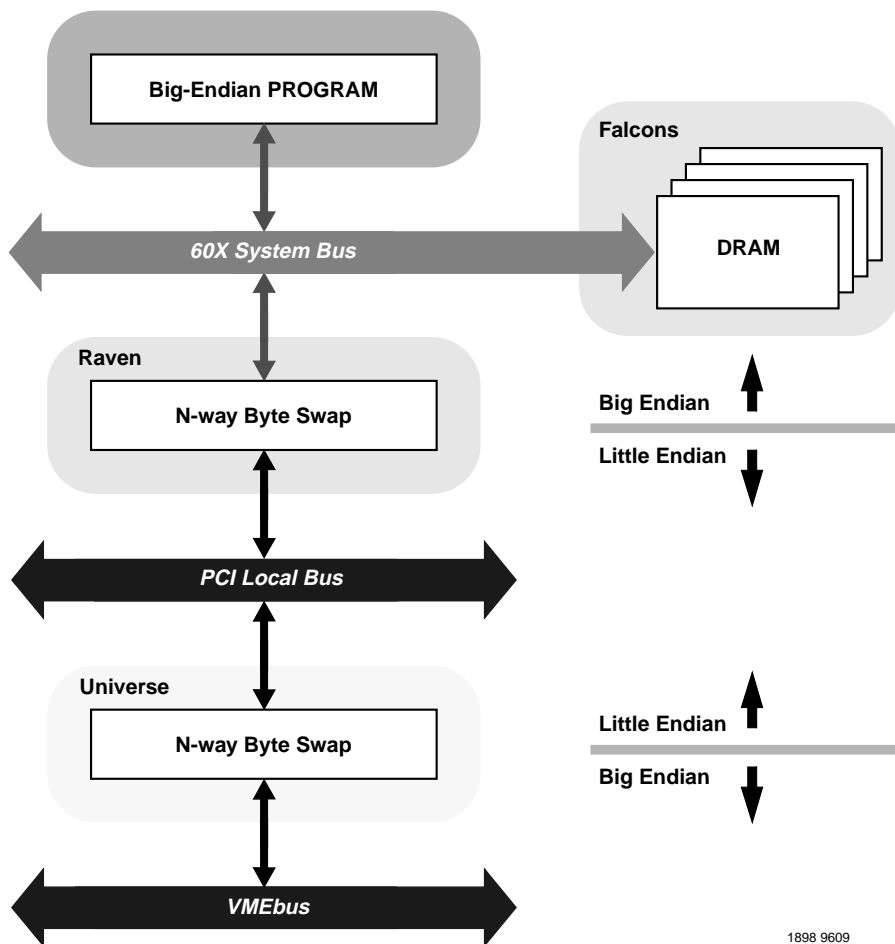 Big-Endian PROGRAM
Falcons
DRAM
60X System Bus
Raven
N-way Byte Swap
Big Endian
Little Endian
PCI Local Bus
Universe
N-way Byte Swap
Little Endian
Big Endian
VMEbus
1898 9609